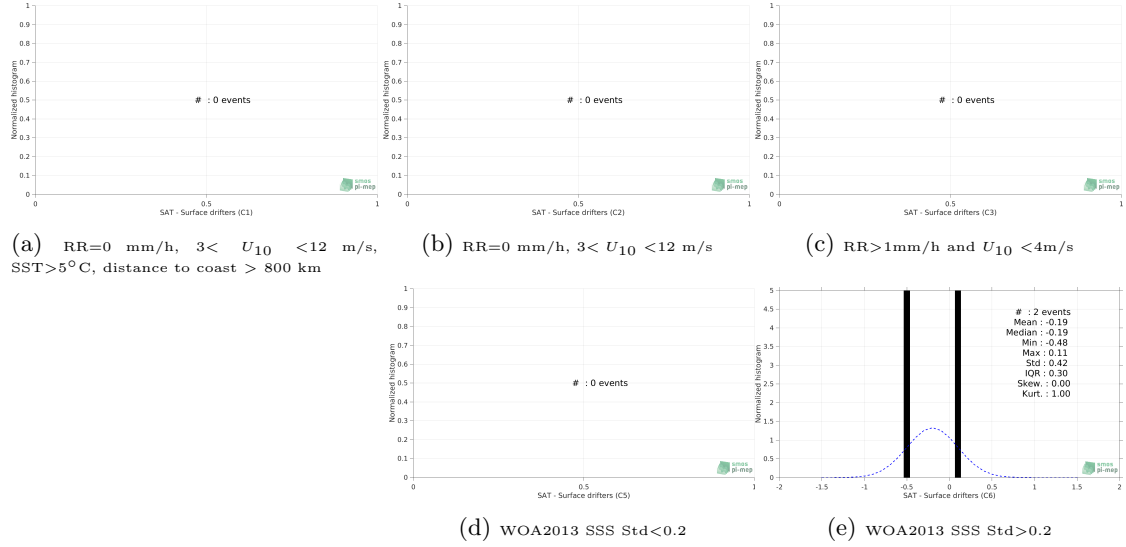 1
0.9
0.8
0.7
0.6
0.5
0.4
0.3
0.2
0.1
0
Normalized histogram
# : 0 events
smos
pi-mep
0 0.5 1
SAT - Surface drifters (C1)
(a) RR=0 mm/h, 3< U10 <12 m/s,
SST>5°C, distance to coast > 800 km
1
0.9
0.8
0.7
0.6
0.5
0.4
0.3
0.2
0.1
0
Normalized histogram
# : 0 events
smos
pi-mep
0 0.5 1
SAT - Surface drifters (C2)
(b) RR=0 mm/h, 3< U10 <12 m/s
1
0.9
0.8
0.7
0.6
0.5
0.4
0.3
0.2
0.1
0
Normalized histogram
# : 0 events
smos
pi-mep
0 0.5 1
SAT - Surface drifters (C3)
(c) RR>1mm/h and U10 <4m/s
1
0.9
0.8
0.7
0.6
0.5
0.4
0.3
0.2
0.1
0
Normalized histogram
# : 0 events
smos
pi-mep
0.5 1
SAT - Surface drifters (C5)
(d) WOA2013 SSS Std<0.2
5
4.5
4
3.5
3
2.5
2
1.5
1
0.5
0
Normalized histogram
# : 2 events
Mean : -0.19
Median : -0.19
Min : -0.48
Max : 0.11
Std : 0.42
IQR : 0.30
Skew. : 0.00
Kurt. : 1.00
smos
pi-mep
-2 -1.5 -1 -0.5 0 0.5 1 1.5 2
SAT - Surface drifters (C6)
(e) WOA2013 SSS Std>0.2